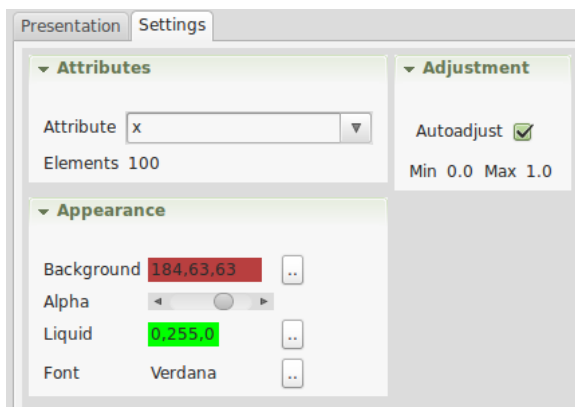 Presentation Settings
Attributes
Attribute x
Elements 100
Adjustment
Autoadjust
Min 0.0 Max 1.0
Appearance
Background 184,63,63 ..
Alpha
Liquid 0,255,0 ..
Font Verdana ..